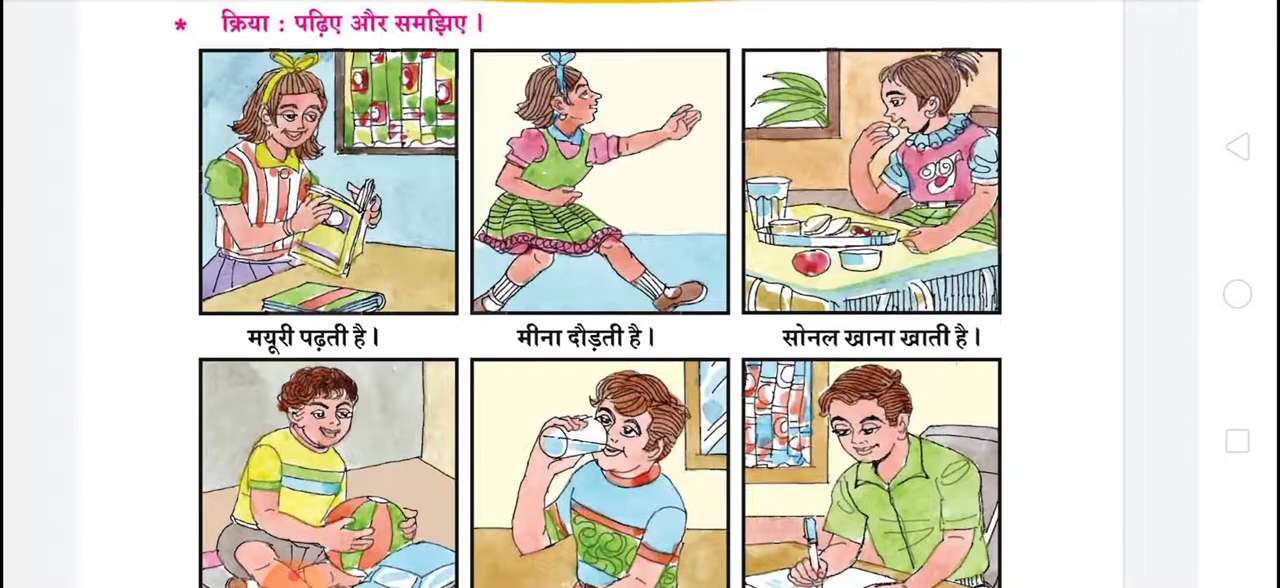 * क्रिया : पढ़िए और समझिए ।
मयूरी पढ़ती है ।
मीना दौड़ती है ।
सोनल खाना खाती है ।